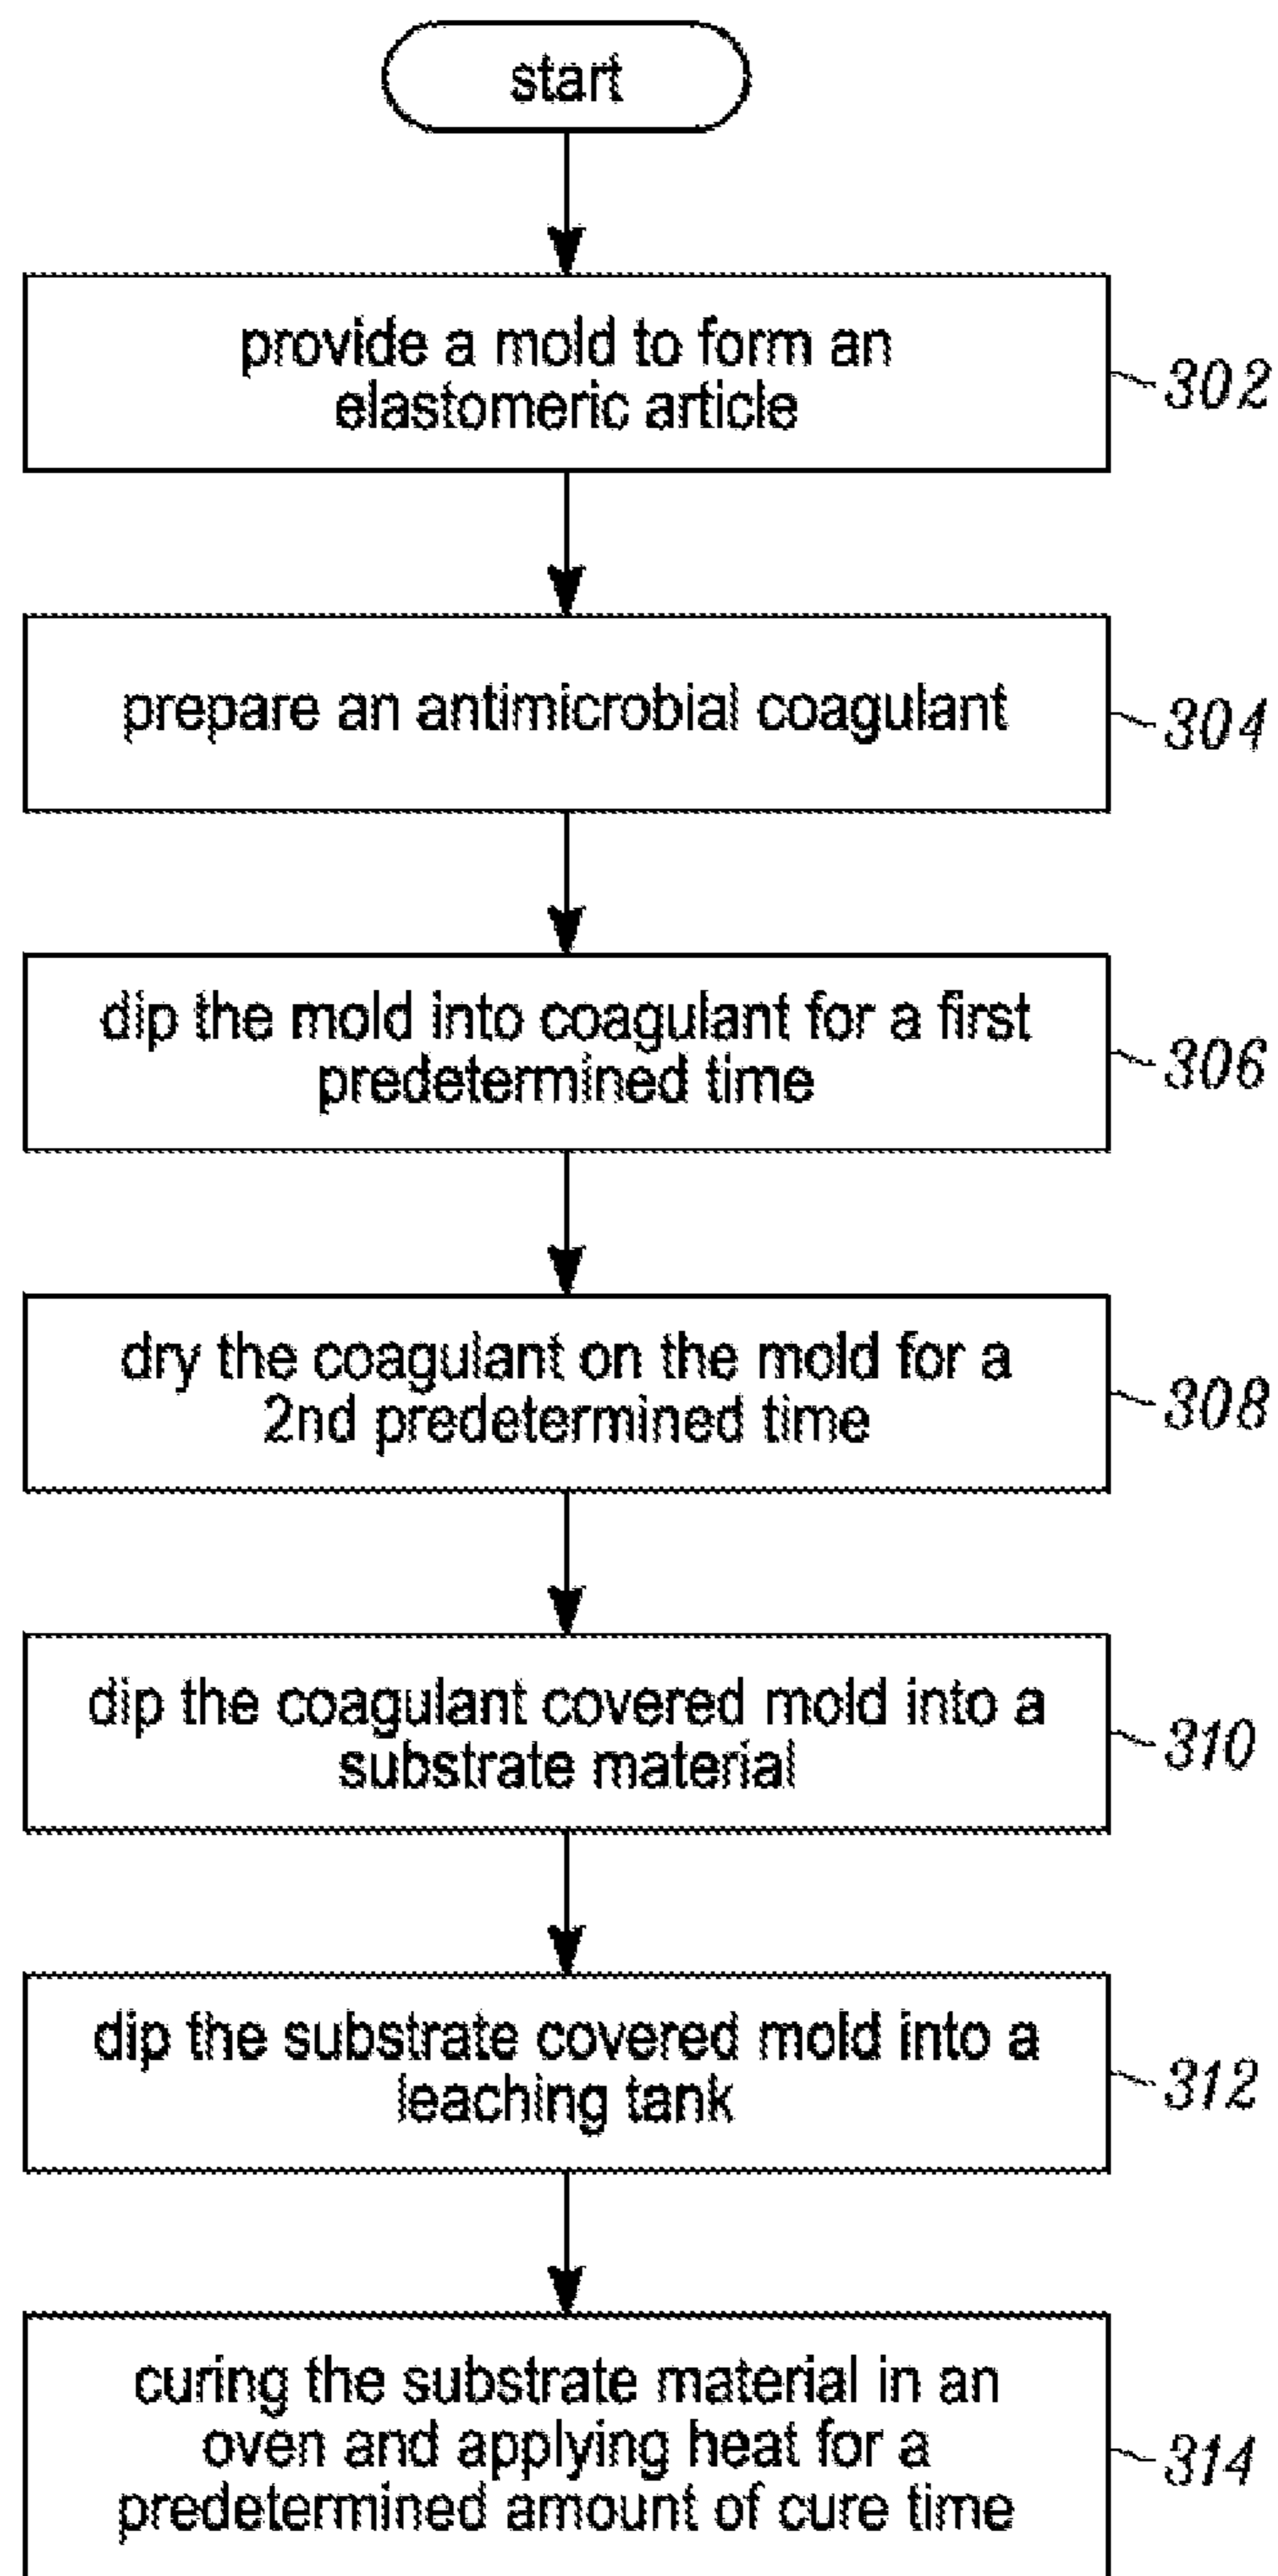 start
provide a mold to form an
elastomeric article
302
prepare an antimicrobial coagulant
304
dip the mold into coagulant for a first
predetermined time
306
dry the coagulant on the mold for a
2nd predetermined time
308
dip the coagulant covered mold into a
substrate material
310
dip the substrate covered mold into a
leaching tank
312
curing the substrate material in an
oven and applying heat for a
predetermined amount of cure time
314